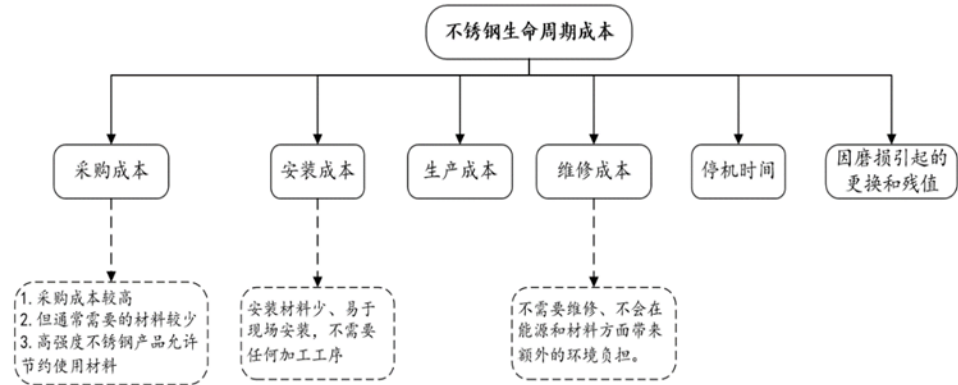 不锈钢生命周期成本
采购成本
安装成本
生产成本
维修成本
停机时间
因磨损引起的
更换和残值
1. 采购成本较高
2. 但通常需要的材料较少
3. 高强度不锈钢产品允许
节约使用材料
安装材料少、易于
现场安装，不需要
任何加工工序
不需要维修、不会在
能源和材料方面带来
额外的环境负担。